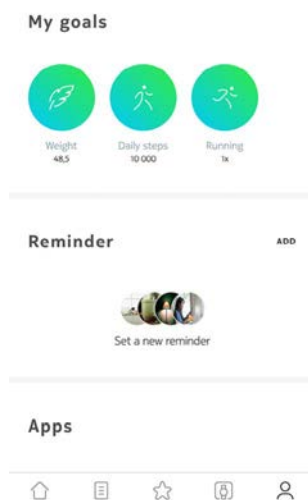 My goals
Weight Daily steps Running
48,5 10 000 1x
Reminder ADD
Set a new reminder
Apps